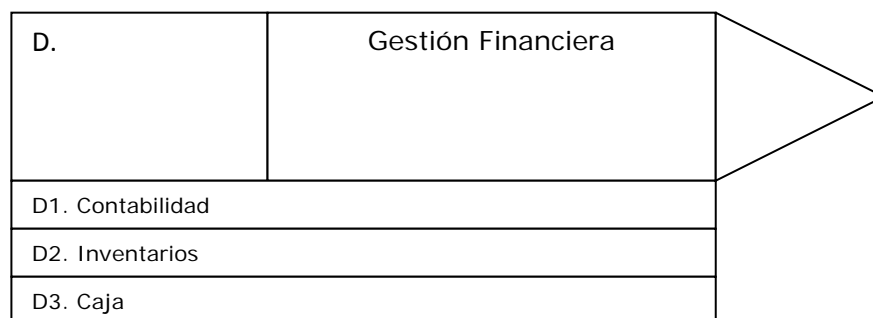 D.
Gestión Financiera
D1. Contabilidad
D2. Inventarios
D3. Caja